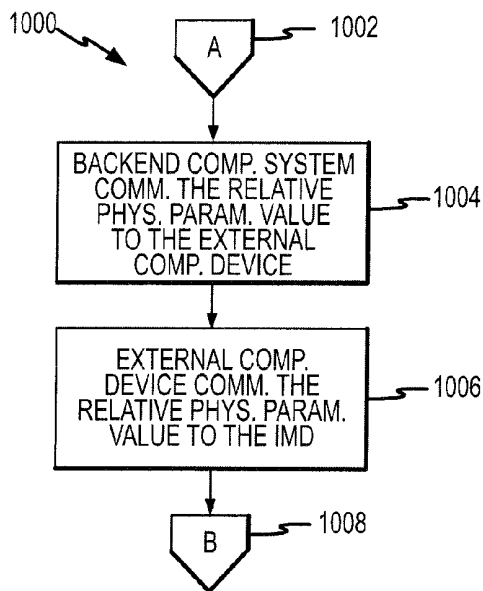 1000
A
1002
BACKEND COMP. SYSTEM
COMM. THE RELATIVE
PHYS. PARAM. VALUE
TO THE EXTERNAL
COMP. DEVICE
1004
EXTERNAL COMP.
DEVICE COMM. THE
RELATIVE PHYS. PARAM.
VALUE TO THE IMD
1006
B
1008